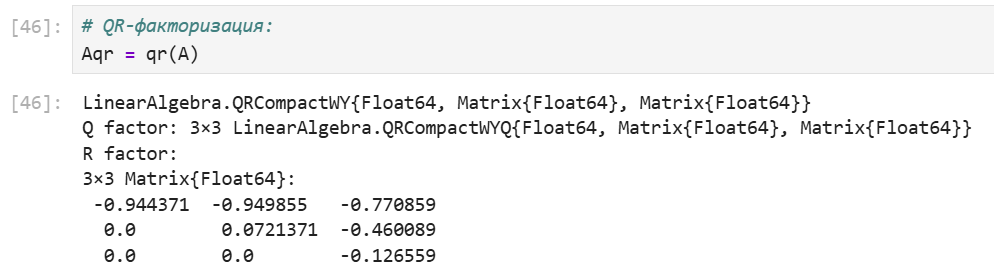 [46]: # QR-факторизация:
Aqr = qr(A)
[46]: LinearAlgebra.QRCompactWY{Float64, Matrix{Float64}, Matrix{Float64}}
Q factor: 3×3 LinearAlgebra.QRCompactWYQ{Float64, Matrix{Float64}, Matrix{Float64}}
R factor:
3×3 Matrix{Float64}:
 -0.944371  -0.949855   -0.770859
  0.0        0.0721371  -0.460089
  0.0        0.0        -0.126559